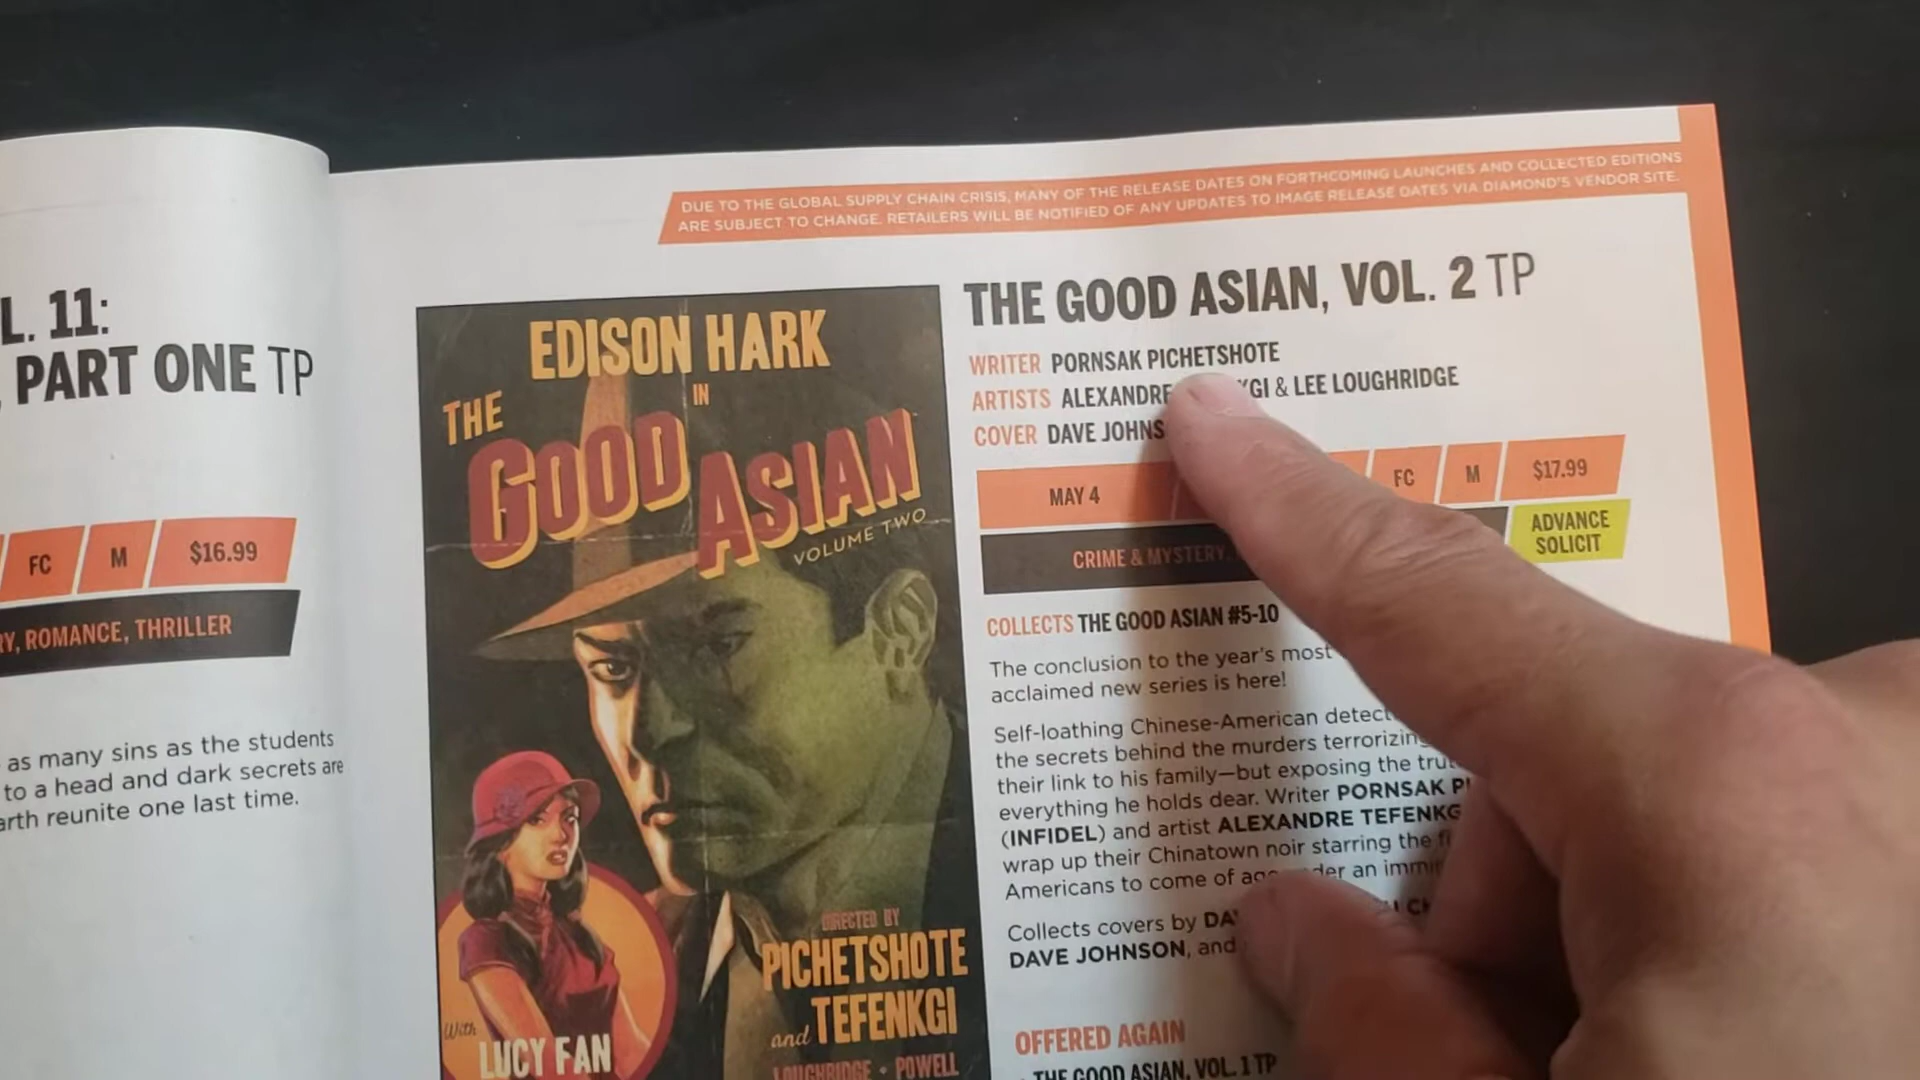 L. 11:
, PART ONE TP
FC M $16.99
RY, ROMANCE, THRILLER
as many sins as the students
to a head and dark secrets are
arth reunite one last time.
DUE TO THE GLOBAL SUPPLY CHAIN CRISIS, MANY OF THE RELEASE DATES ON FORTHCOMING LAUNCHES AND COLLECTED EDITIONS
ARE SUBJECT TO CHANGE. RETAILERS WILL BE NOTIFIED OF ANY UPDATES TO IMAGE RELEASE DATES VIA DIAMOND'S VENDOR SITE.
EDISON HARK
IN
THE
GOOD
ASIAN
VOLUME TWO
DIRECTED BY
PICHETSHOTE
and TEFENKGI
LOUGHRIDGE • POWELL
With
LUCY FAN
THE GOOD ASIAN, VOL. 2 TP
WRITER PORNSAK PICHETSHOTE
ARTISTS ALEXANDRE KGI & LEE LOUGHRIDGE
COVER DAVE JOHNS
MAY 4 FC M $17.99
CRIME & MYSTERY,
ADVANCE
SOLICIT
COLLECTS THE GOOD ASIAN #5-10
The conclusion to the year's most
acclaimed new series is here!
Self-loathing Chinese-American detect
the secrets behind the murders terrorizing
their link to his family—but exposing the tru
everything he holds dear. Writer PORNSAK PI
(INFIDEL) and artist ALEXANDRE TEFENKG
wrap up their Chinatown noir starring the fi
Americans to come of age der an immi
Collects covers by DA
DAVE JOHNSON, and
OFFERED AGAIN
• THE GOOD ASIAN, VOL. 1 TP